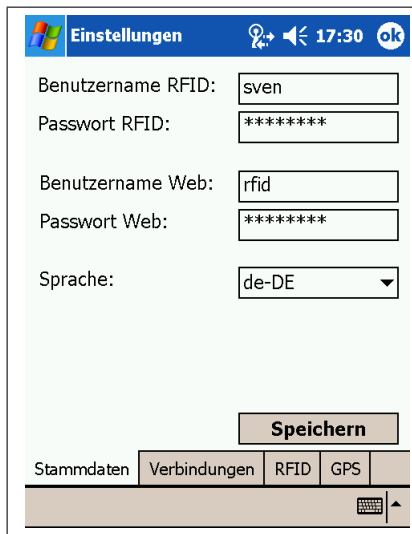 Einstellungen 17:30 ok
Benutzername RFID: sven
Passwort RFID: ********
Benutzername Web: rfid
Passwort Web: ********
Sprache: de-DE
Speichern
Stammdaten Verbindungen RFID GPS